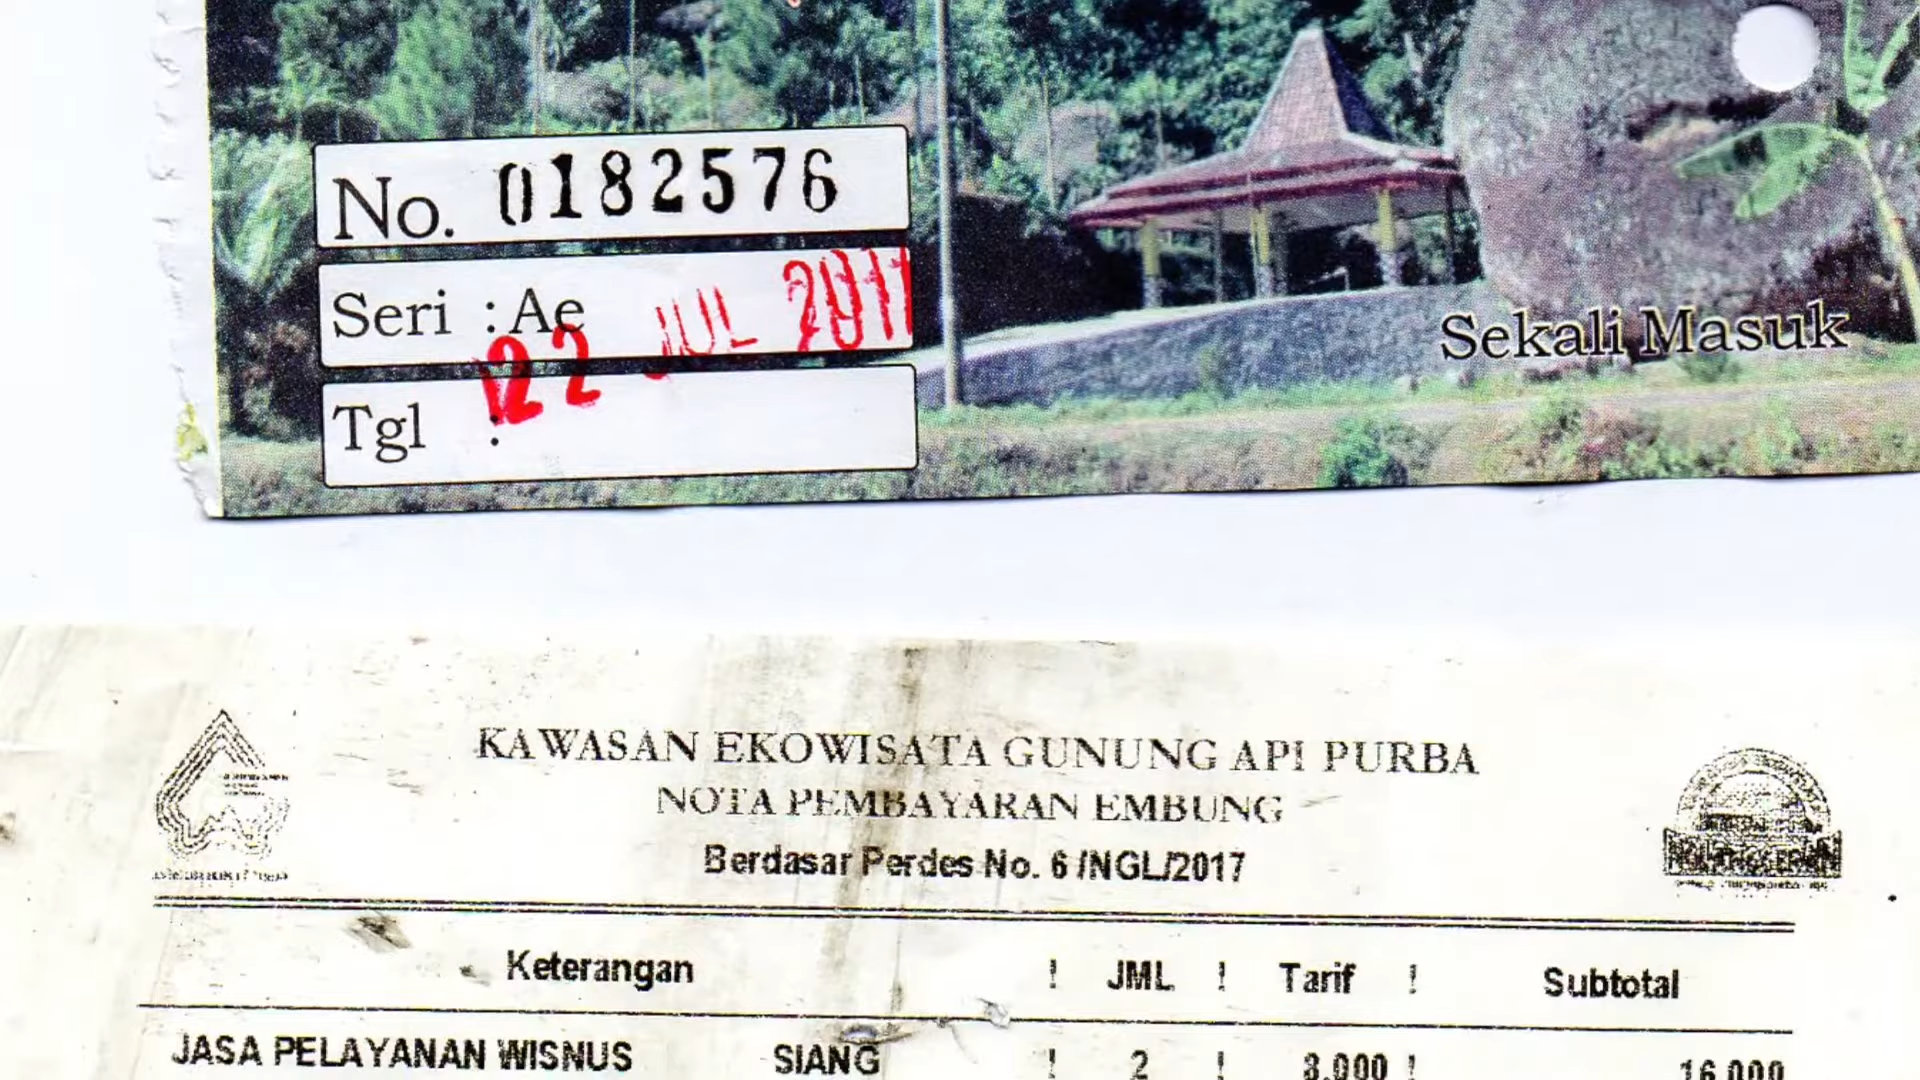 No. 0182576
Seri : Ae
22 JUL 2017
Tgl :
Sekali Masuk
KAWASAN EKOWISATA GUNUNG API PURBA
NOTA PEMBAYARAN EMBUNG
Berdasar Perdes No. 6 /NGL/2017
Keterangan ! JML ! Tarif ! Subtotal
JASA PELAYANAN WISNUS SIANG ! 2 ! 8.000 ! 16.000